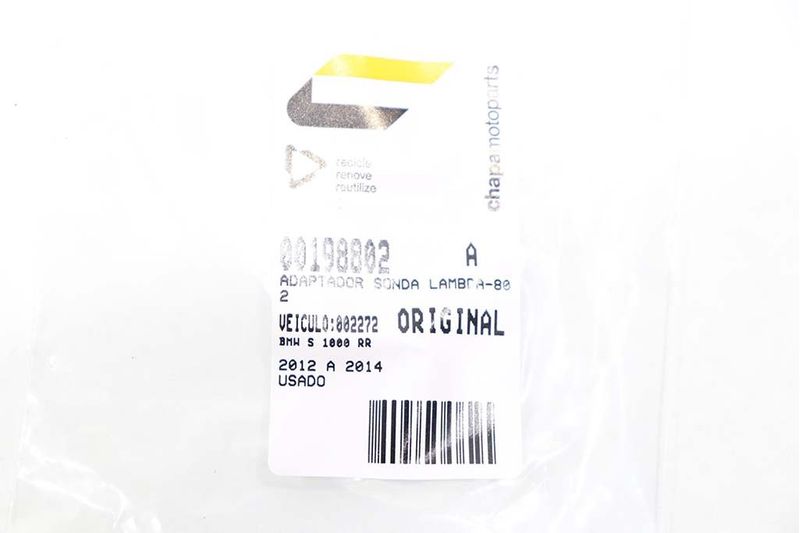 recicle
renove
reutilize
chapa motoparts
00198802 A
ADAPTADOR SONDA LAMBDA-80
2
VEICULO:002272 ORIGINAL
BMW S 1000 RR
2012 A 2014
USADO